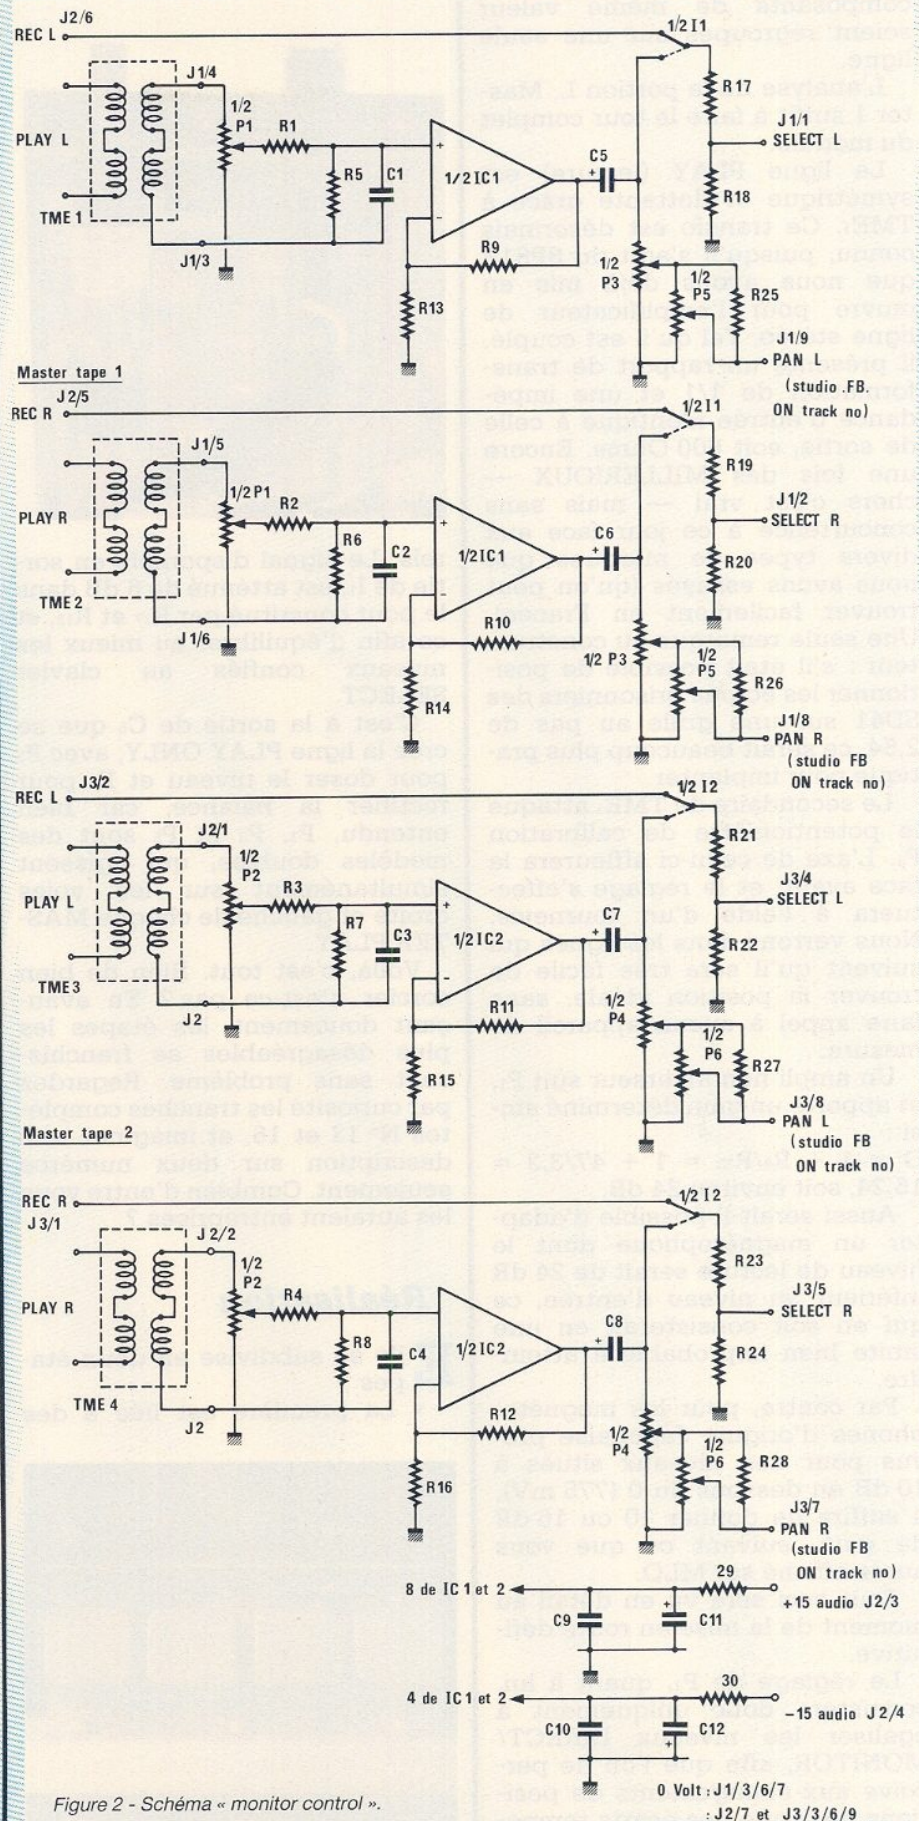 J2/6
REC L
1/2 I1
R17
J1/4
1/2
P1
R1
J1/1
SELECT L
PLAY L
R5
C1
+
1/2 IC1
C5
+
R18
TME 1
−
J1/3
R9
1/2
P3
1/2
P5
R25
R13
J1/9
PAN L
(studio FB.
ON track no)
Master tape 1
J2/5
REC R
1/2 I1
J1/5
R19
1/2 P1
R2
J1/2
SELECT R
PLAY R
R6
C2
+
1/2 IC1
C6
+
R20
TME 2
−
J1/6
R10
1/2 P3
1/2
P5
R26
R14
J1/8
PAN R
(studio FB
ON track no)
J3/2
REC L
1/2 I2
J2/1
R21
1/2
P2
R3
J3/4
SELECT L
PLAY L
R7
C3
+
1/2 IC2
C7
+
R22
TME3
J2
R11
1/2
P4
1/2
P6
R27
R15
J3/8
PAN L
(studio FB
ON track no)
Master tape 2
REC R
J3/1
1/2 I2
J2/2
R23
1/2
P2
R4
J3/5
SELECT R
PLAY R
R8
C4
+
1/2 IC2
C8
+
R24
TME 4
J2
R12
1/2
P4
1/2
P6
R28
R16
J3/7
PAN R
(studio FB
ON track no)
8 de IC 1 et 2
29
+15 audio J2/3
C9
+
C11
4 de IC 1 et 2
30
−15 audio J2/4
C10
C12
+
0 Volt : J1/3/6/7
: J2/7 et J3/3/6/9
Figure 2 - Schéma « monitor control ».